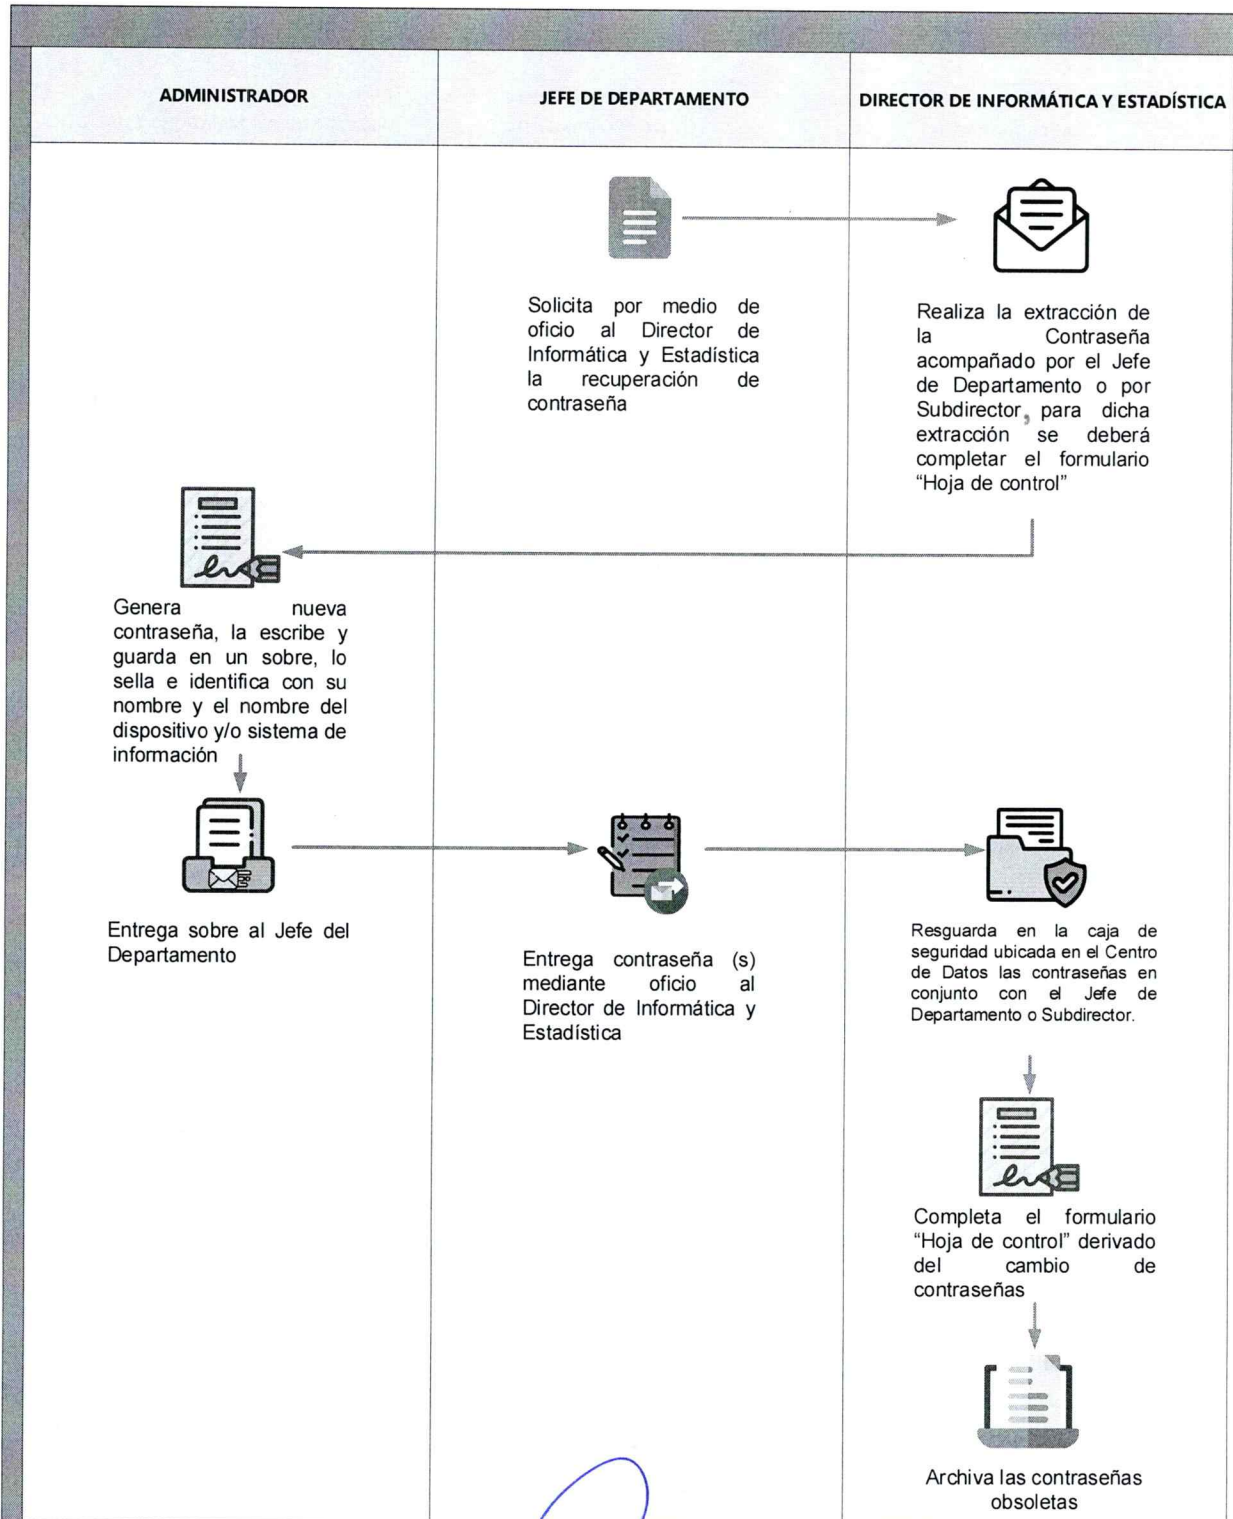 ADMINISTRADOR
JEFE DE DEPARTAMENTO
DIRECTOR DE INFORMÁTICA Y ESTADÍSTICA
Solicita por medio de
oficio al Director de
Informática y Estadística
la recuperación de
contraseña
Realiza la extracción de
la Contraseña
acompañado por el Jefe
de Departamento o por
Subdirector, para dicha
extracción se deberá
completar el formulario
“Hoja de control”
Genera nueva
contraseña, la escribe y
guarda en un sobre, lo
sella e identifica con su
nombre y el nombre del
dispositivo y/o sistema de
información
Entrega sobre al Jefe del
Departamento
Entrega contraseña (s)
mediante oficio al
Director de Informática y
Estadística
Resguarda en la caja de
seguridad ubicada en el Centro
de Datos las contraseñas en
conjunto con el Jefe de
Departamento o Subdirector.
Completa el formulario
“Hoja de control” derivado
del cambio de
contraseñas
Archiva las contraseñas
obsoletas